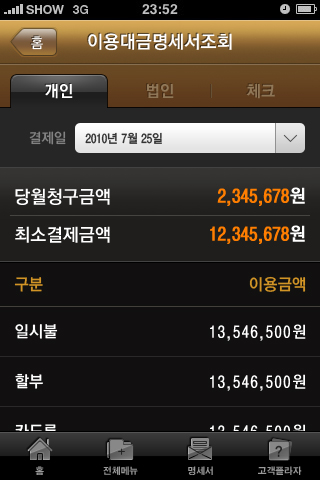 SHOW 3G 23:52
홈 이용대금명세서조회
개인 법인 체크
결제일 2010년 7월 25일
당월청구금액 2,345,678원
최소결제금액 12,345,678원
구분 이용금액
일시불 13,546,500원
할부 13,546,500원
홈 전체메뉴 명세서 고객플라자